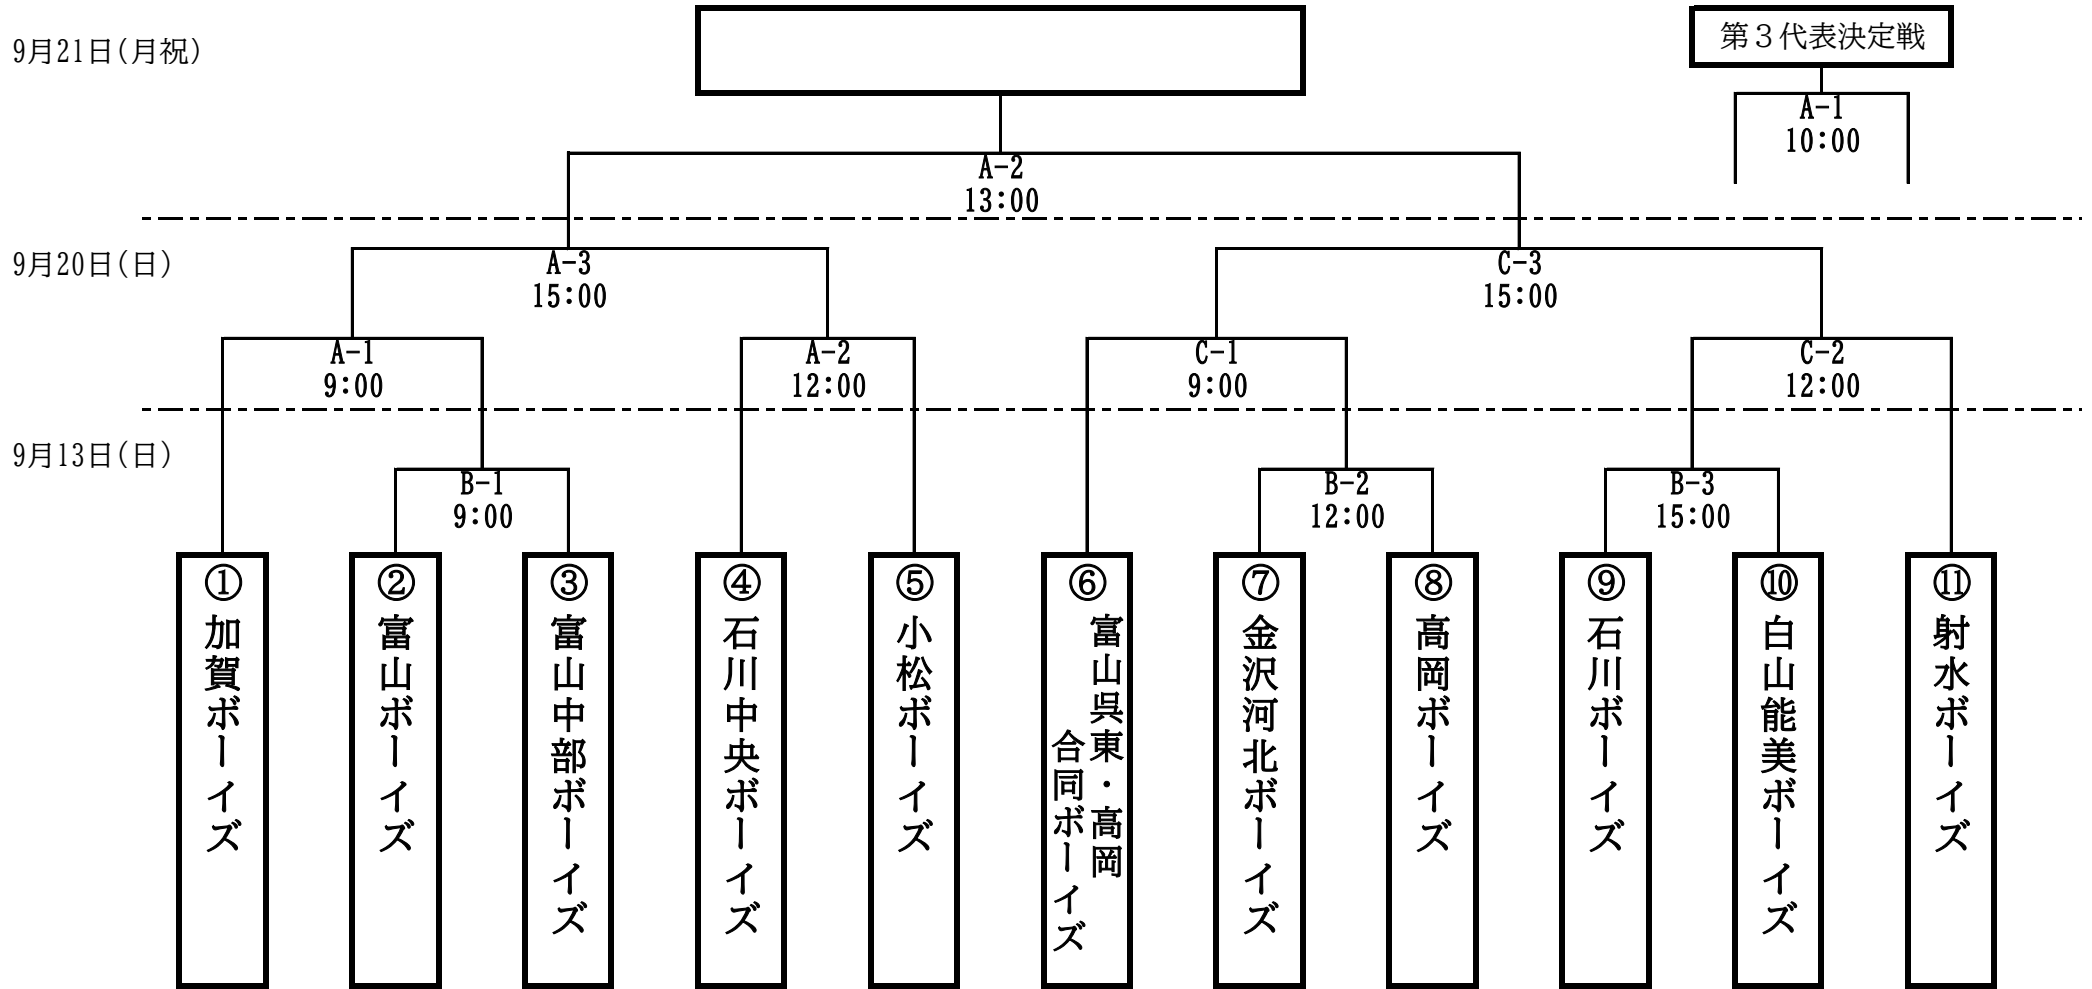 9月21日(月祝)
第３代表決定戦
A-1
10:00
A-2
13:00
9月20日(日)
A-3
15:00
C-3
15:00
A-1
9:00
A-2
12:00
C-1
9:00
C-2
12:00
9月13日(日)
B-1
9:00
B-2
12:00
B-3
15:00
①加賀ボーイズ
②富山ボーイズ
③富山中部ボーイズ
④石川中央ボーイズ
⑤小松ボーイズ
⑥富山呉東・高岡
合同ボーイズ
⑦金沢河北ボーイズ
⑧高岡ボーイズ
⑨石川ボーイズ
⑩白山能美ボーイズ
⑪射水ボーイズ